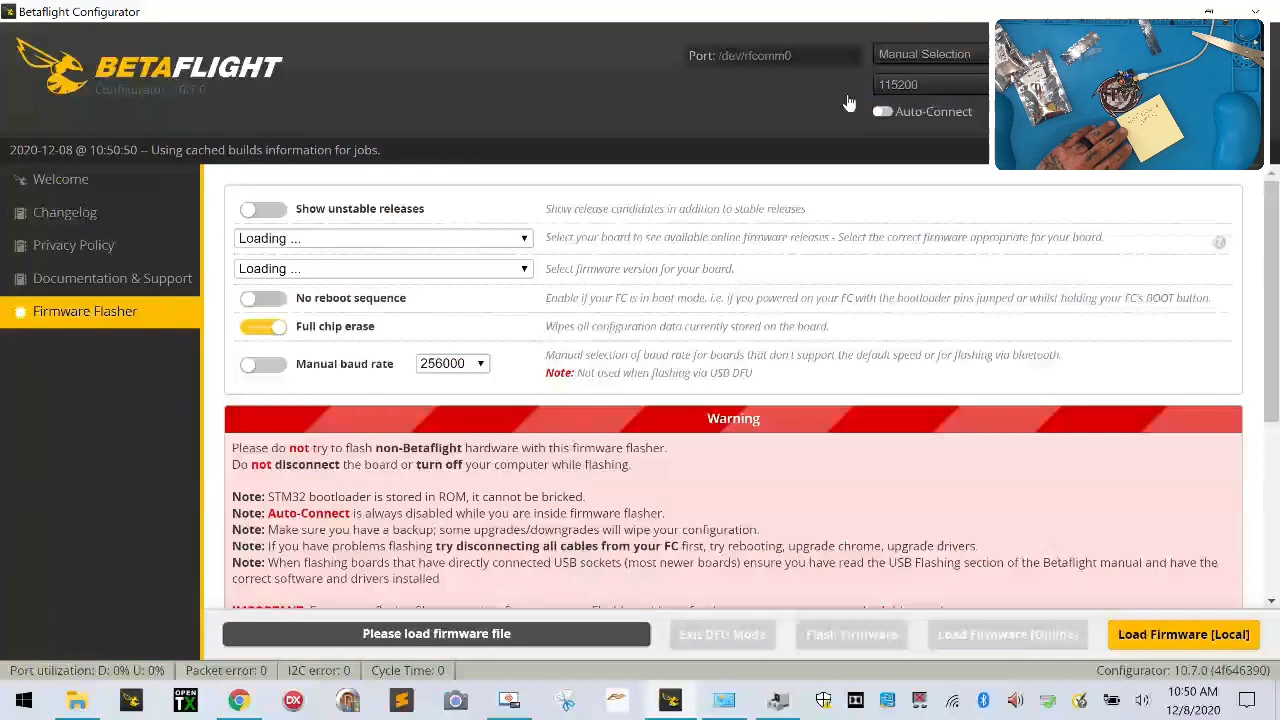 Betaflight Configurator
BETAFLIGHT
Configurator 10.7.0
Port: /dev/rfcomm0
Manual Selection
115200
Auto-Connect
2020-12-08 @ 10:50:50 -- Using cached builds information for jobs.
Welcome
Changelog
Privacy Policy
Documentation & Support
Firmware Flasher
Show unstable releases
Show release candidates in addition to stable releases
Loading ...
Select your board to see available online firmware releases - Select the correct firmware appropriate for your board.
Loading ...
Select firmware version for your board.
No reboot sequence
Enable if your FC is in boot mode, i.e. if you powered on your FC with the bootloader pins jumped or whilst holding your FC's BOOT button.
Full chip erase
Wipes all configuration data currently stored on the board.
Manual baud rate
256000
Manual selection of baud rate for boards that don't support the default speed or for flashing via bluetooth.
Note: Not used when flashing via USB DFU
Warning
Please do not try to flash non-Betaflight hardware with this firmware flasher.
Do not disconnect the board or turn off your computer while flashing.
Note: STM32 bootloader is stored in ROM, it cannot be bricked.
Note: Auto-Connect is always disabled while you are inside firmware flasher.
Note: Make sure you have a backup; some upgrades/downgrades will wipe your configuration.
Note: If you have problems flashing try disconnecting all cables from your FC first, try rebooting, upgrade chrome, upgrade drivers.
Note: When flashing boards that have directly connected USB sockets (most newer boards) ensure you have read the USB Flashing section of the Betaflight manual and have the
correct software and drivers installed
Please load firmware file
Exit DFU Mode
Flash Firmware
Load Firmware [Online]
Load Firmware [Local]
Port utilization: D: 0% U: 0%
Packet error: 0
I2C error: 0
Cycle Time: 0
Configurator: 10.7.0 (4f646390)
OPEN
TX
DX
10:50 AM
12/8/2020